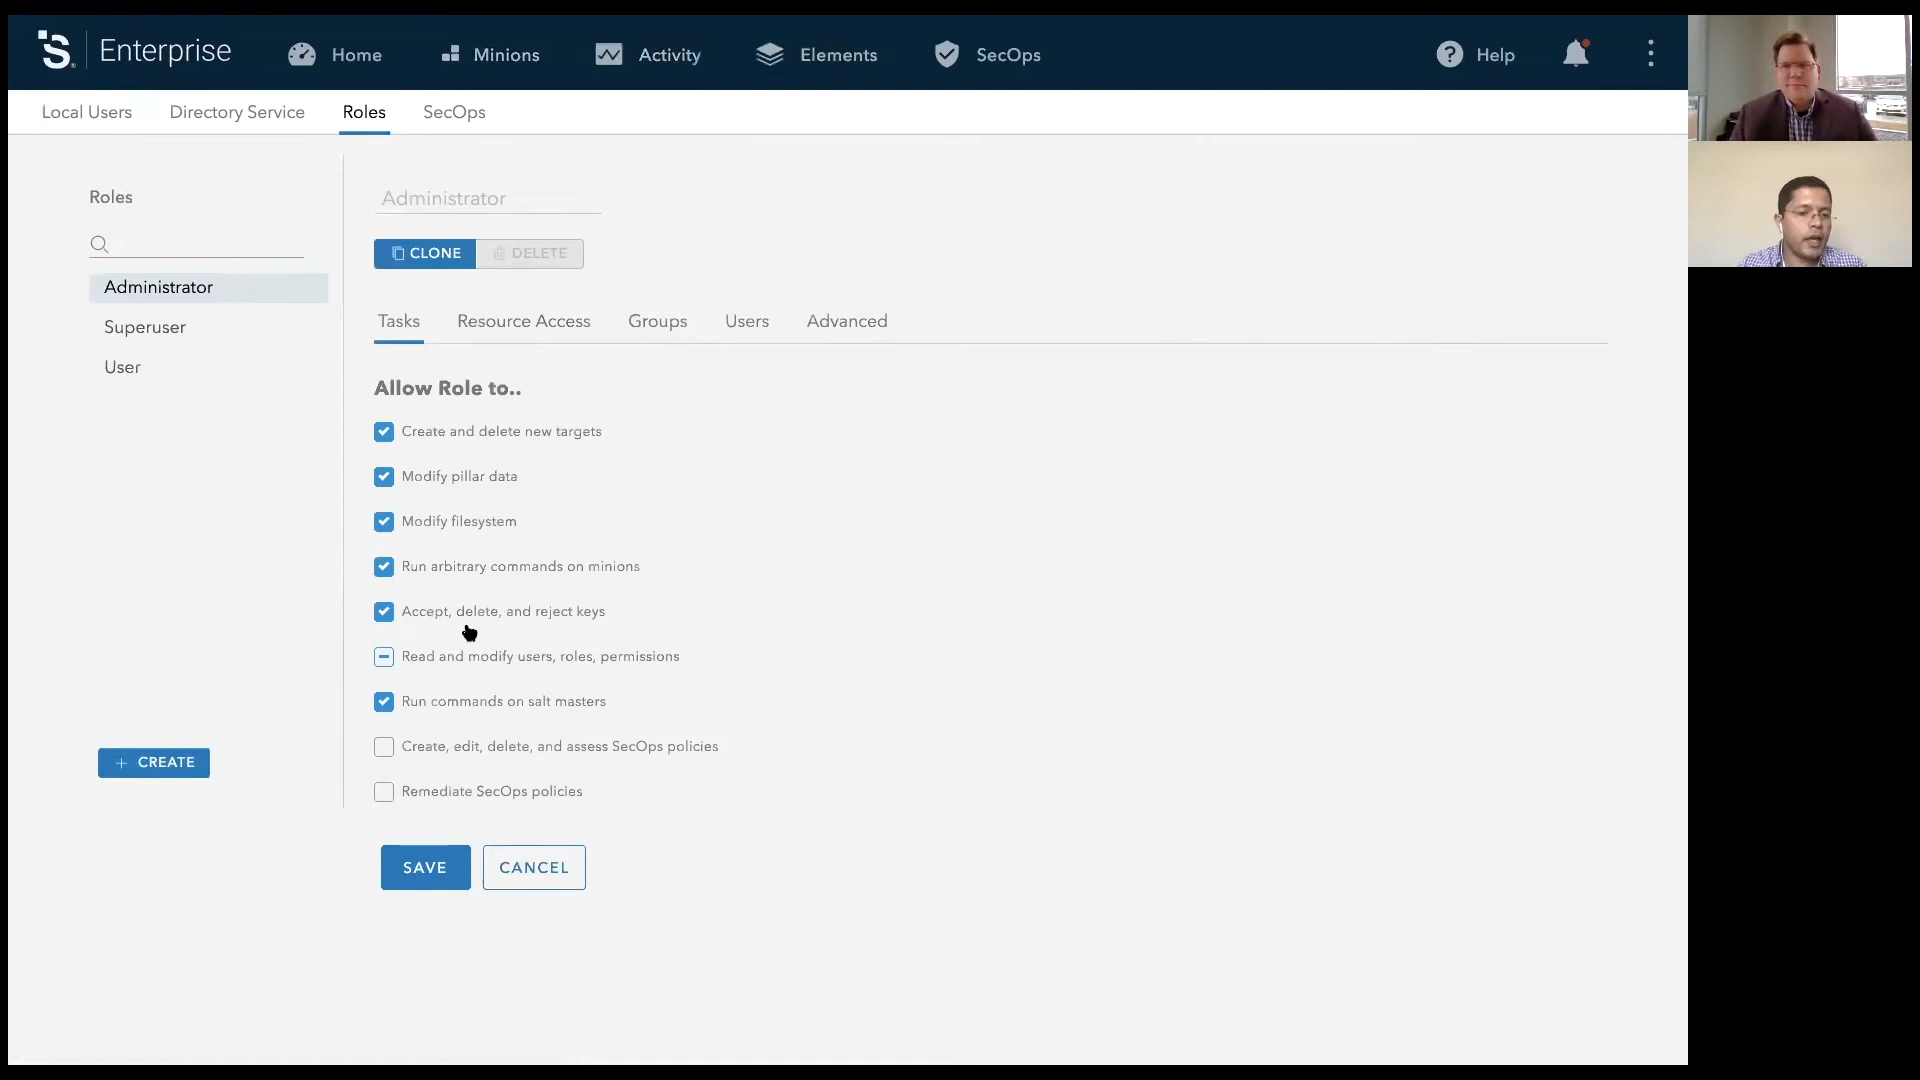 S. Enterprise Home Minions Activity Elements SecOps ? Help
Local Users Directory Service Roles SecOps
Roles
Administrator
Superuser
User
+ CREATE
Administrator
CLONE DELETE
Tasks Resource Access Groups Users Advanced
Allow Role to..
Create and delete new targets
Modify pillar data
Modify filesystem
Run arbitrary commands on minions
Accept, delete, and reject keys
Read and modify users, roles, permissions
Run commands on salt masters
Create, edit, delete, and assess SecOps policies
Remediate SecOps policies
SAVE CANCEL